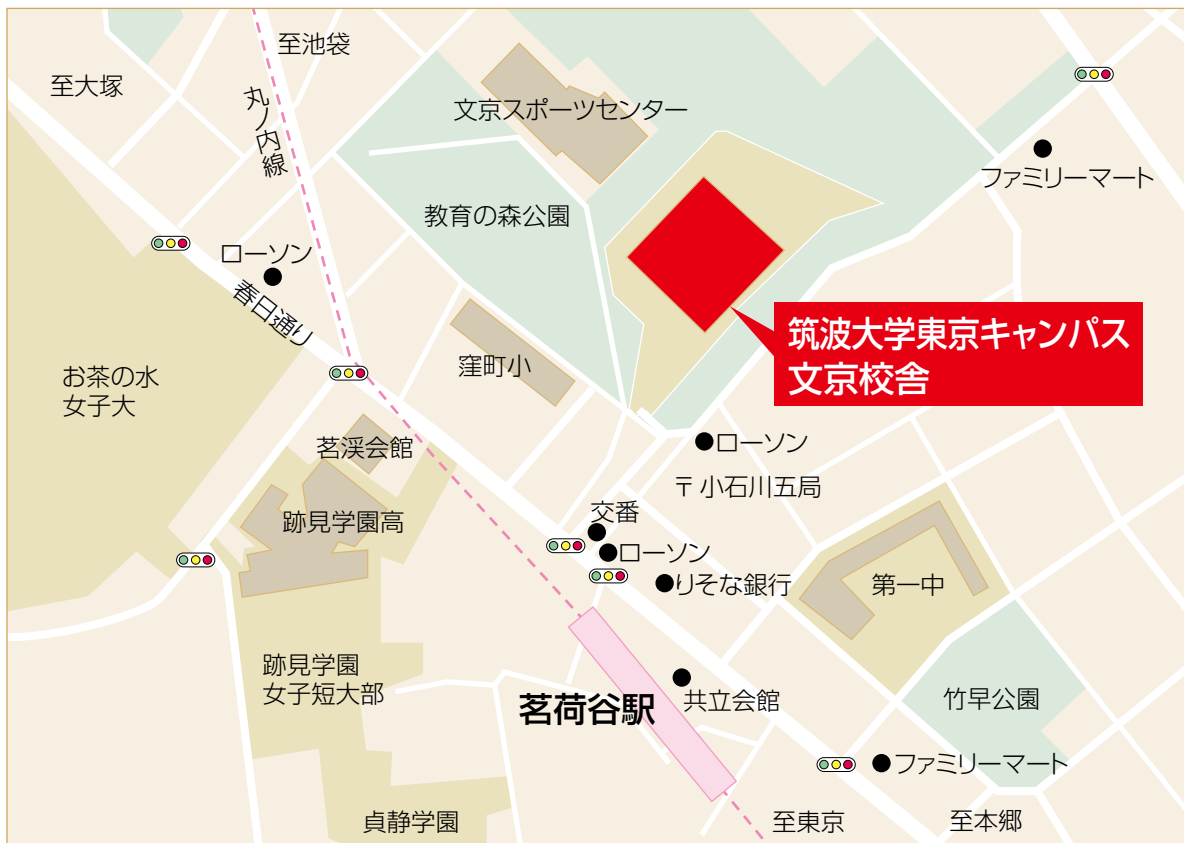 至池袋
至大塚
丸ノ内線
文京スポーツセンター
ファミリーマート
教育の森公園
ローソン
春日通り
筑波大学東京キャンパス
文京校舎
窪町小
お茶の水
女子大
茗渓会館
ローソン
〒小石川五局
跡見学園高
交番
ローソン
りそな銀行
第一中
跡見学園
女子短大部
茗荷谷駅
共立会館
竹早公園
ファミリーマート
貞静学園
至東京
至本郷